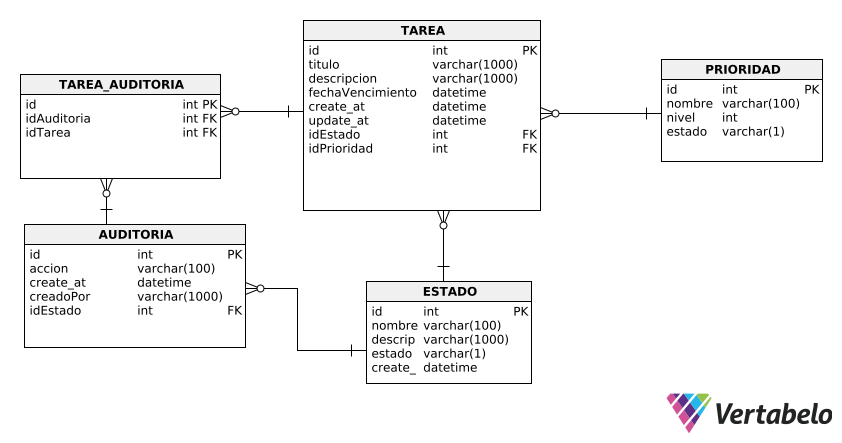 TAREA
id int PK
titulo varchar(1000)
descripcion varchar(1000)
fechaVencimiento datetime
create_at datetime
update_at datetime
idEstado int FK
idPrioridad int FK
PRIORIDAD
id int PK
nombre varchar(100)
nivel int
estado varchar(1)
TAREA_AUDITORIA
id int PK
idAuditoria int FK
idTarea int FK
AUDITORIA
id int PK
accion varchar(100)
create_at datetime
creadoPor varchar(1000)
idEstado int FK
ESTADO
id int PK
nombre varchar(100)
descrip varchar(1000)
estado varchar(1)
create_ datetime
Vertabelo